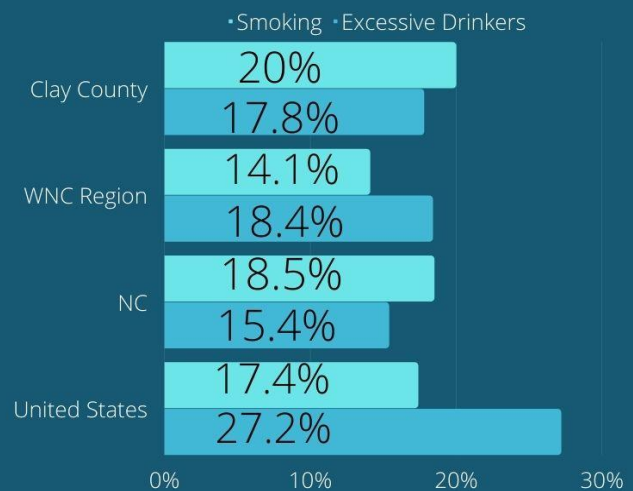 •Smoking •Excessive Drinkers
Clay County
20%
17.8%
WNC Region
14.1%
18.4%
NC
18.5%
15.4%
United States
17.4%
27.2%
0% 10% 20% 30%